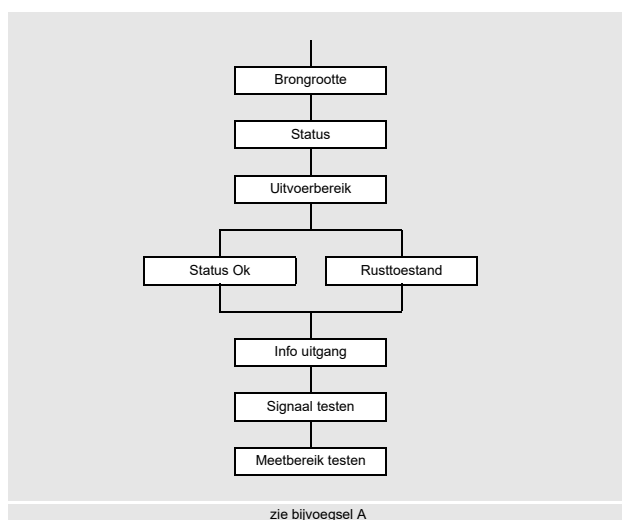 Brongrootte
Status
Uitvoerbereik
Status Ok
Rusttoestand
Info uitgang
Signaal testen
Meetbereik testen
zie bijvoegsel A